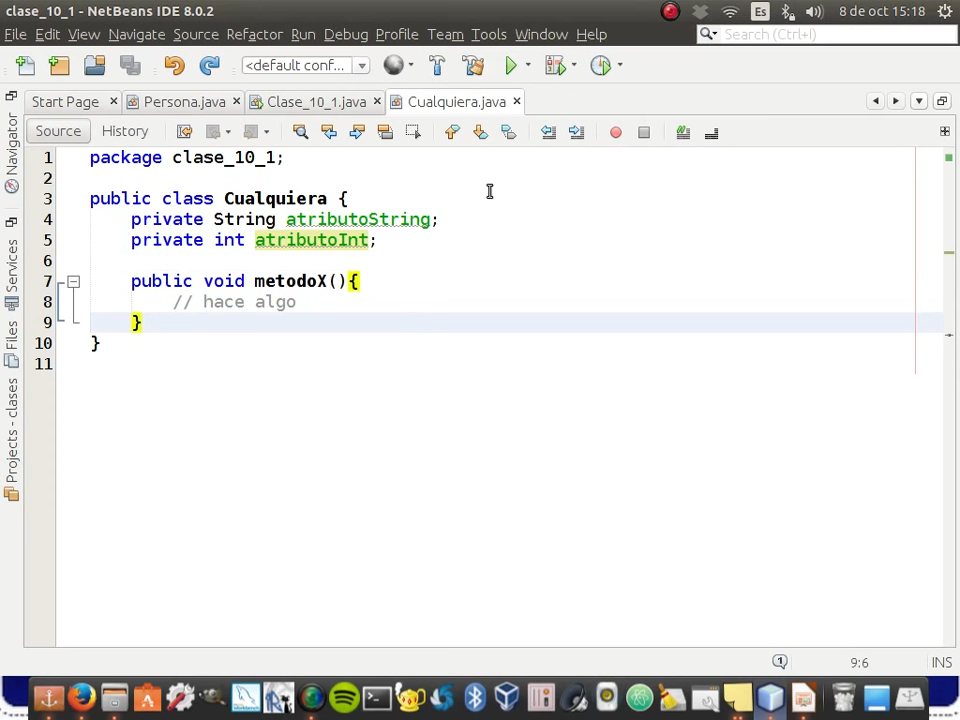 clase_10_1 - NetBeans IDE 8.0.2
Es
8 de oct 15:18
File Edit View Navigate Source Refactor Run Debug Profile Team Tools Window Help
Search (Ctrl+I)
<default conf...
Start Page
Persona.java
Clase_10_1.java
Cualquiera.java
Source
History
Navigator
Services
Files
Projects - clases
1 package clase_10_1;
2
3 public class Cualquiera {
4 private String atributoString;
5 private int atributoInt;
6
7 public void metodoX(){
8 // hace algo
9 }
10 }
11
1
9:6
INS